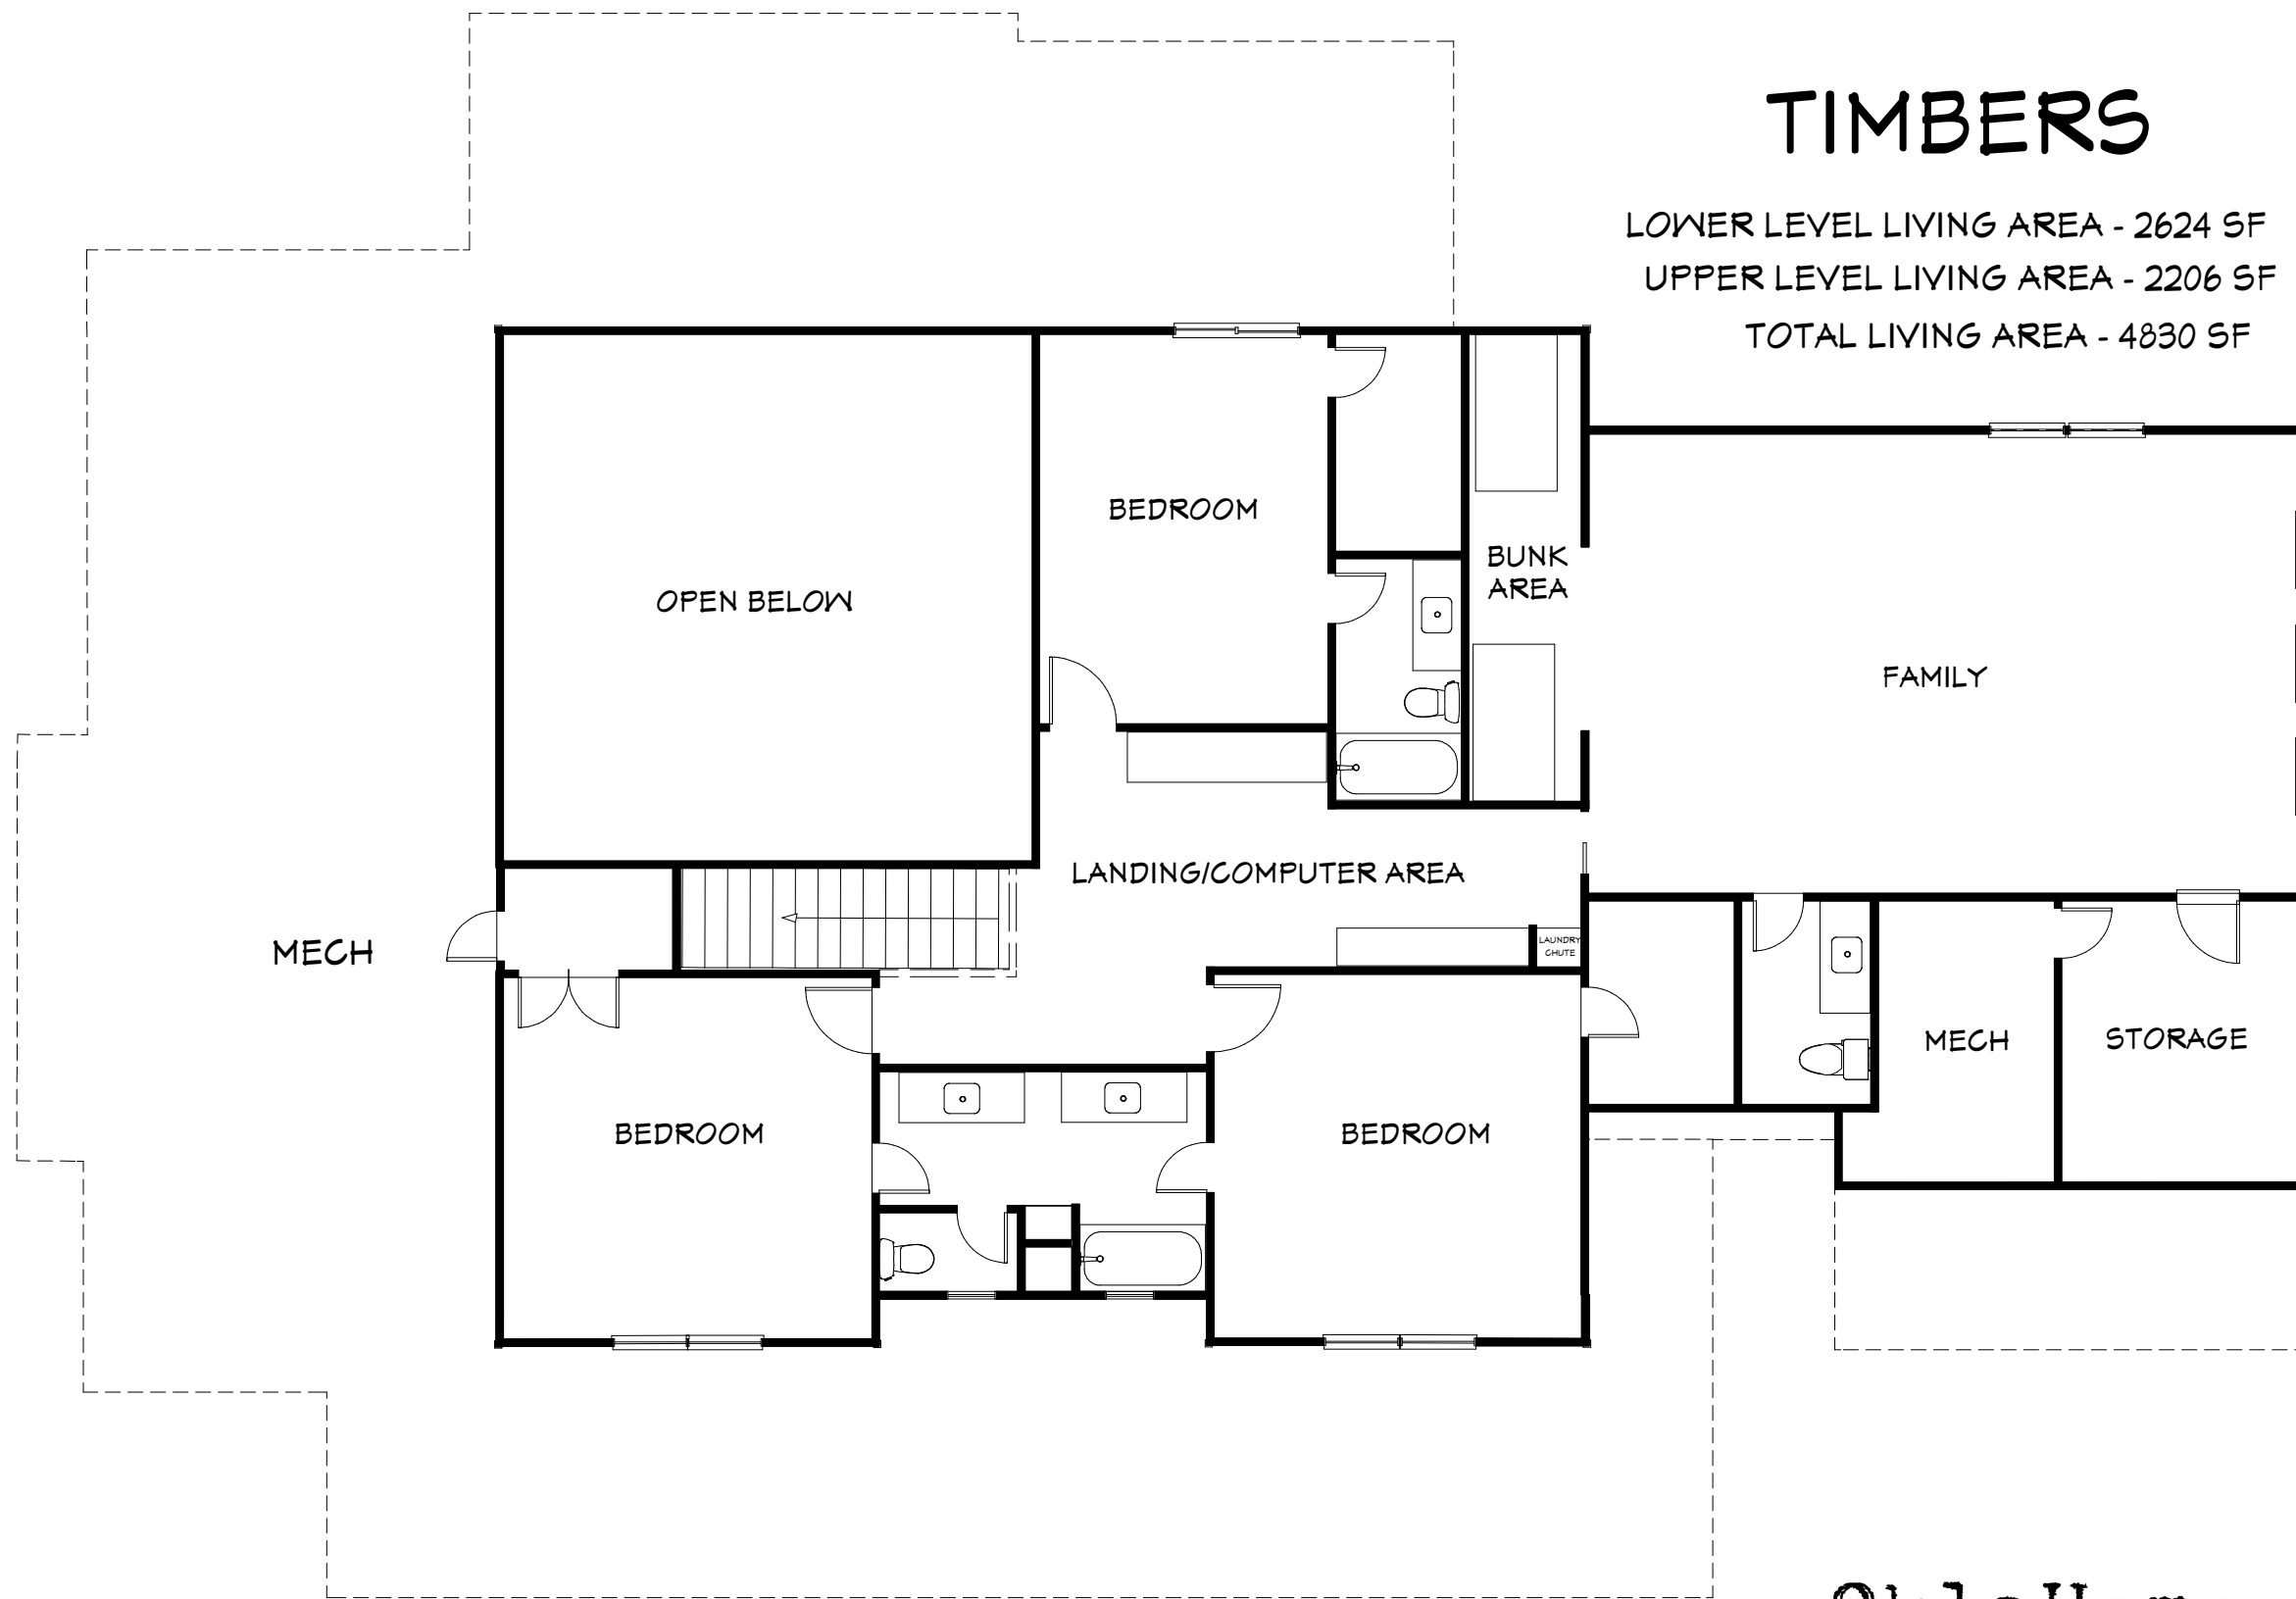 TIMBERS
LOWER LEVEL LIVING AREA - 2624 SF
UPPER LEVEL LIVING AREA - 2206 SF
TOTAL LIVING AREA - 4830 SF
BEDROOM
BUNK
AREA
OPEN BELOW
FAMILY
LANDING/COMPUTER AREA
LAUNDRY
CHUTE
MECH
MECH
STORAGE
BEDROOM
BEDROOM